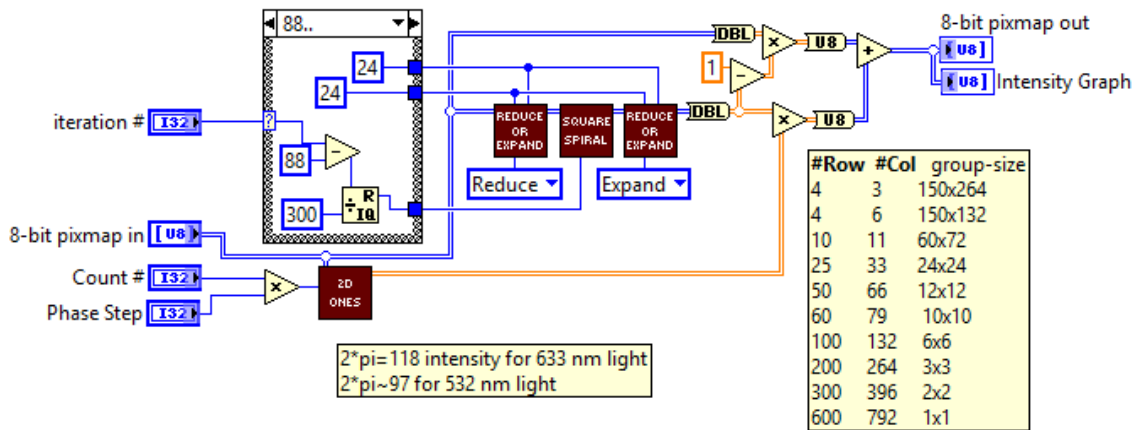 88..
8-bit pixmap out
DBL
×
U8
+
U8]
1
−
U8]
Intensity Graph
24
24
iteration #
I32
?
REDUCE
OR
EXPAND
SQUARE
SPIRAL
REDUCE
OR
EXPAND
DBL
×
U8
−
88
Reduce
Expand
R
IQ
÷
300
8-bit pixmap in
[U8
Count #
I32
×
2D
ONES
Phase Step
I32
2*pi=118 intensity for 633 nm light
2*pi~97 for 532 nm light
#Row #Col group-size
4 3 150x264
4 6 150x132
10 11 60x72
25 33 24x24
50 66 12x12
60 79 10x10
100 132 6x6
200 264 3x3
300 396 2x2
600 792 1x1